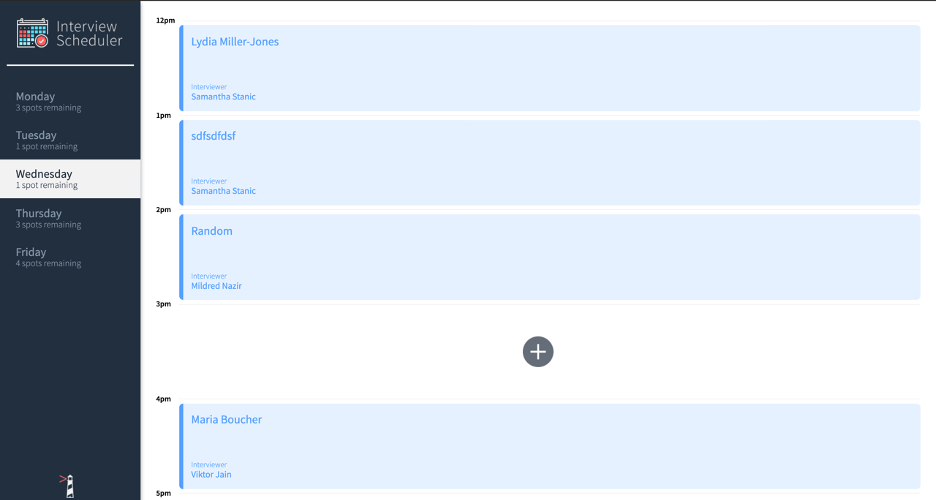 Interview
Scheduler
Monday
3 spots remaining
Tuesday
1 spot remaining
Wednesday
1 spot remaining
Thursday
3 spots remaining
Friday
4 spots remaining
12pm
Lydia Miller-Jones
Interviewer
Samantha Stanic
1pm
sdfsdfdsf
Interviewer
Samantha Stanic
2pm
Random
Interviewer
Mildred Nazir
3pm
4pm
Maria Boucher
Interviewer
Viktor Jain
5pm